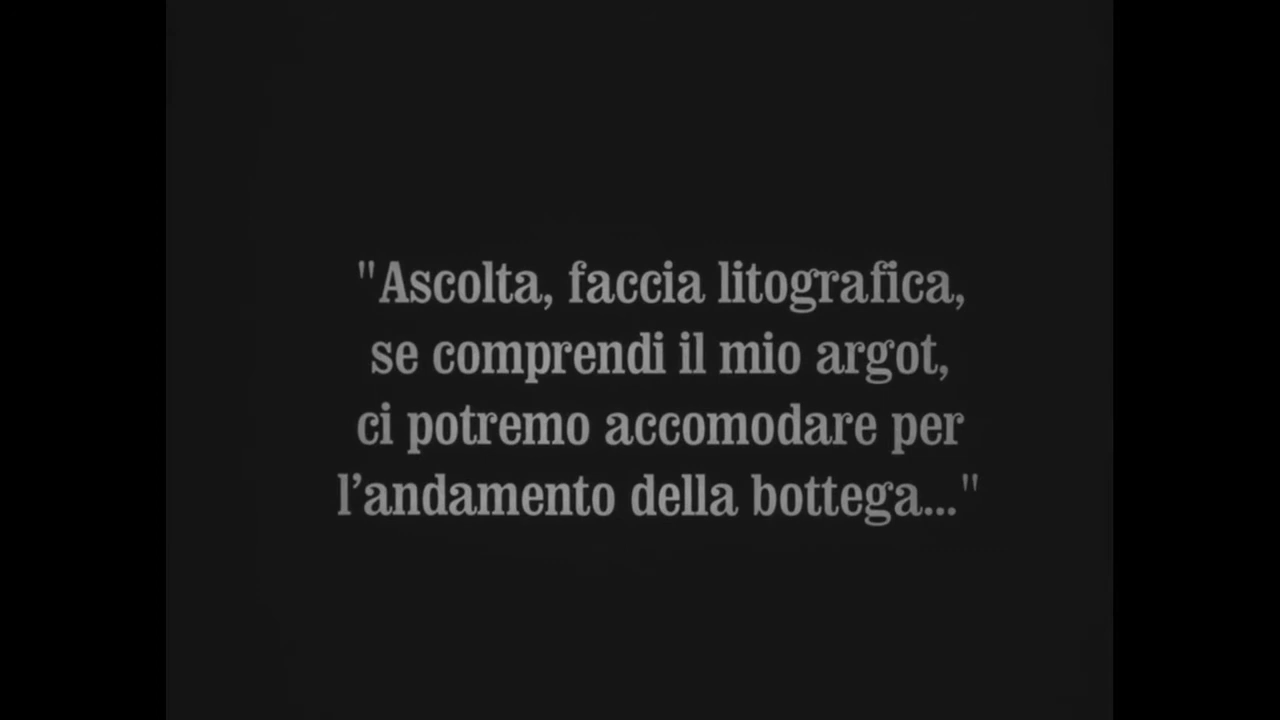 "Ascolta, faccia litografica,
se comprendi il mio argot,
ci potremo accomodare per
l’andamento della bottega..."